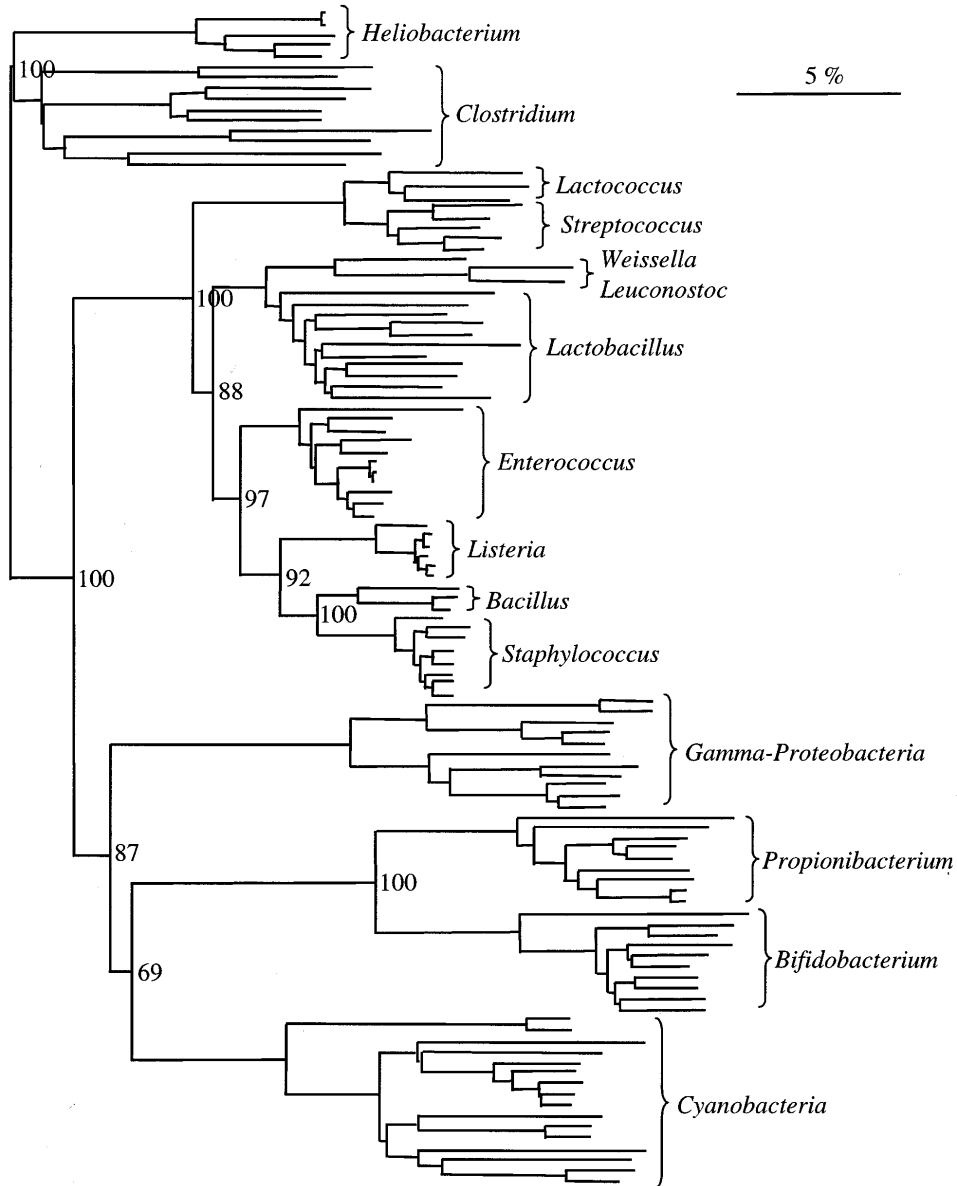 Heliobacterium
100
5 %
Clostridium
Lactococcus
Streptococcus
Weissella
Leuconostoc
100
Lactobacillus
88
Enterococcus
97
Listeria
92
100
Bacillus
100
Staphylococcus
Gamma-Proteobacteria
87
Propionibacterium
100
Bifidobacterium
69
Cyanobacteria